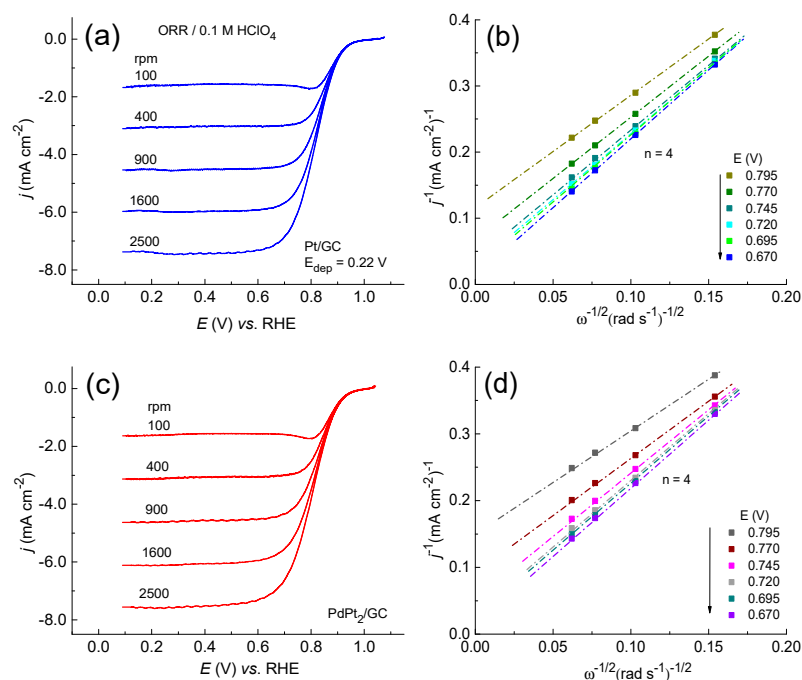 (a)
ORR / 0.1 M HClO₄
rpm
100
400
900
1600
2500
Pt/GC
E_dep = 0.22 V
0.0
-2.0
-4.0
-6.0
-8.0
j (mA cm⁻²)
0.0 0.2 0.4 0.6 0.8 1.0
E (V) vs. RHE
(b)
n = 4
E (V)
0.795
0.770
0.745
0.720
0.695
0.670
0.4
0.3
0.2
0.1
0.0
j⁻¹ (mA cm⁻²)⁻¹
0.00 0.05 0.10 0.15 0.20
ω⁻¹/²(rad s⁻¹)⁻¹/²
(c)
rpm
100
400
900
1600
2500
PdPt₂/GC
0.0
-2.0
-4.0
-6.0
-8.0
j (mA cm⁻²)
0.0 0.2 0.4 0.6 0.8 1.0
E (V) vs. RHE
(d)
n = 4
E (V)
0.795
0.770
0.745
0.720
0.695
0.670
0.4
0.3
0.2
0.1
0.0
j⁻¹ (mA cm⁻²)⁻¹
0.00 0.05 0.10 0.15 0.20
ω⁻¹/²(rad s⁻¹)⁻¹/²